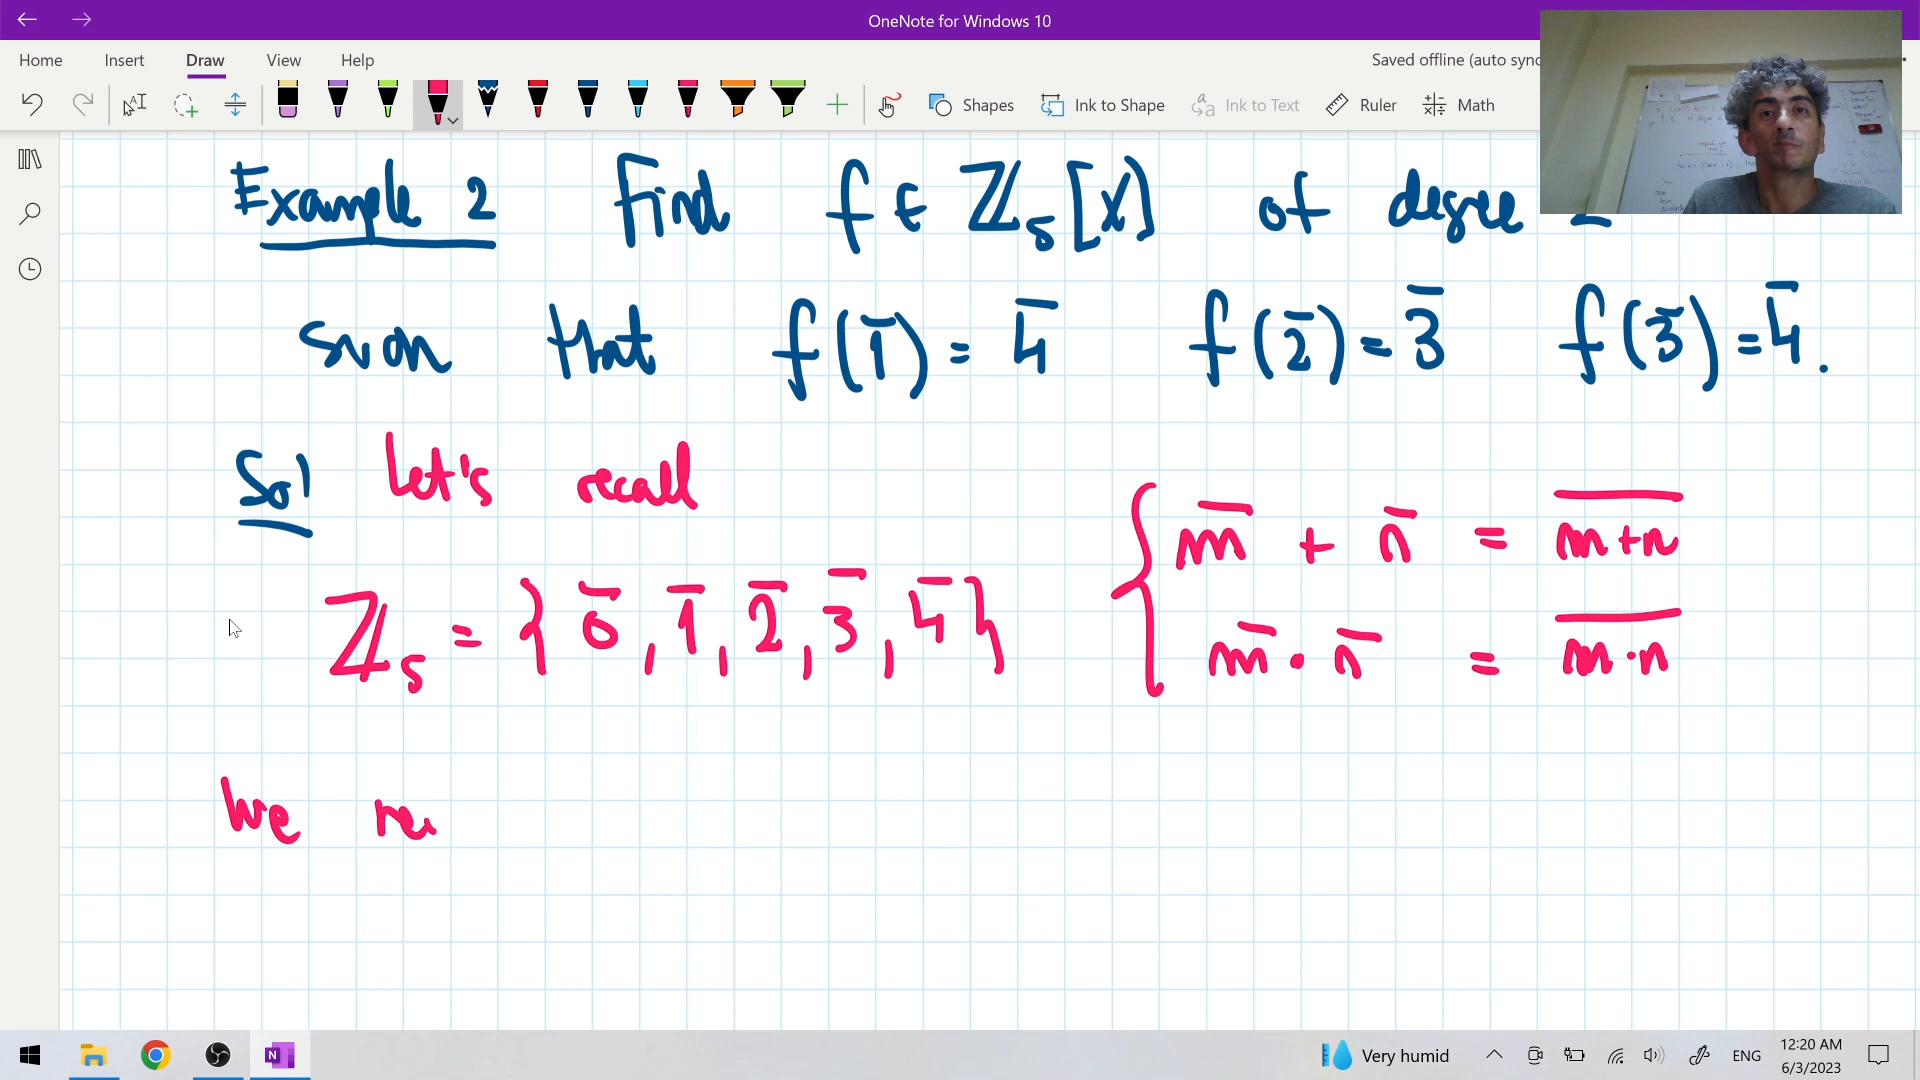 OneNote for Windows 10
Home Insert Draw View Help Saved offline (auto sync
Shapes Ink to Shape Ink to Text Ruler Math
Example 2 Find f ∈ ℤ₅[x] of degree
such that f(1̄) = 4̄ f(2̄) = 3̄ f(3̄) = 4̄.
Sol Let's recall
m̄ + n̄ = \overline{m+n}
ℤ₅ = { 0̄, 1̄, 2̄, 3̄, 4̄ }
m̄ · n̄ = \overline{m·n}
We
Very humid ENG 12:20 AM
6/3/2023